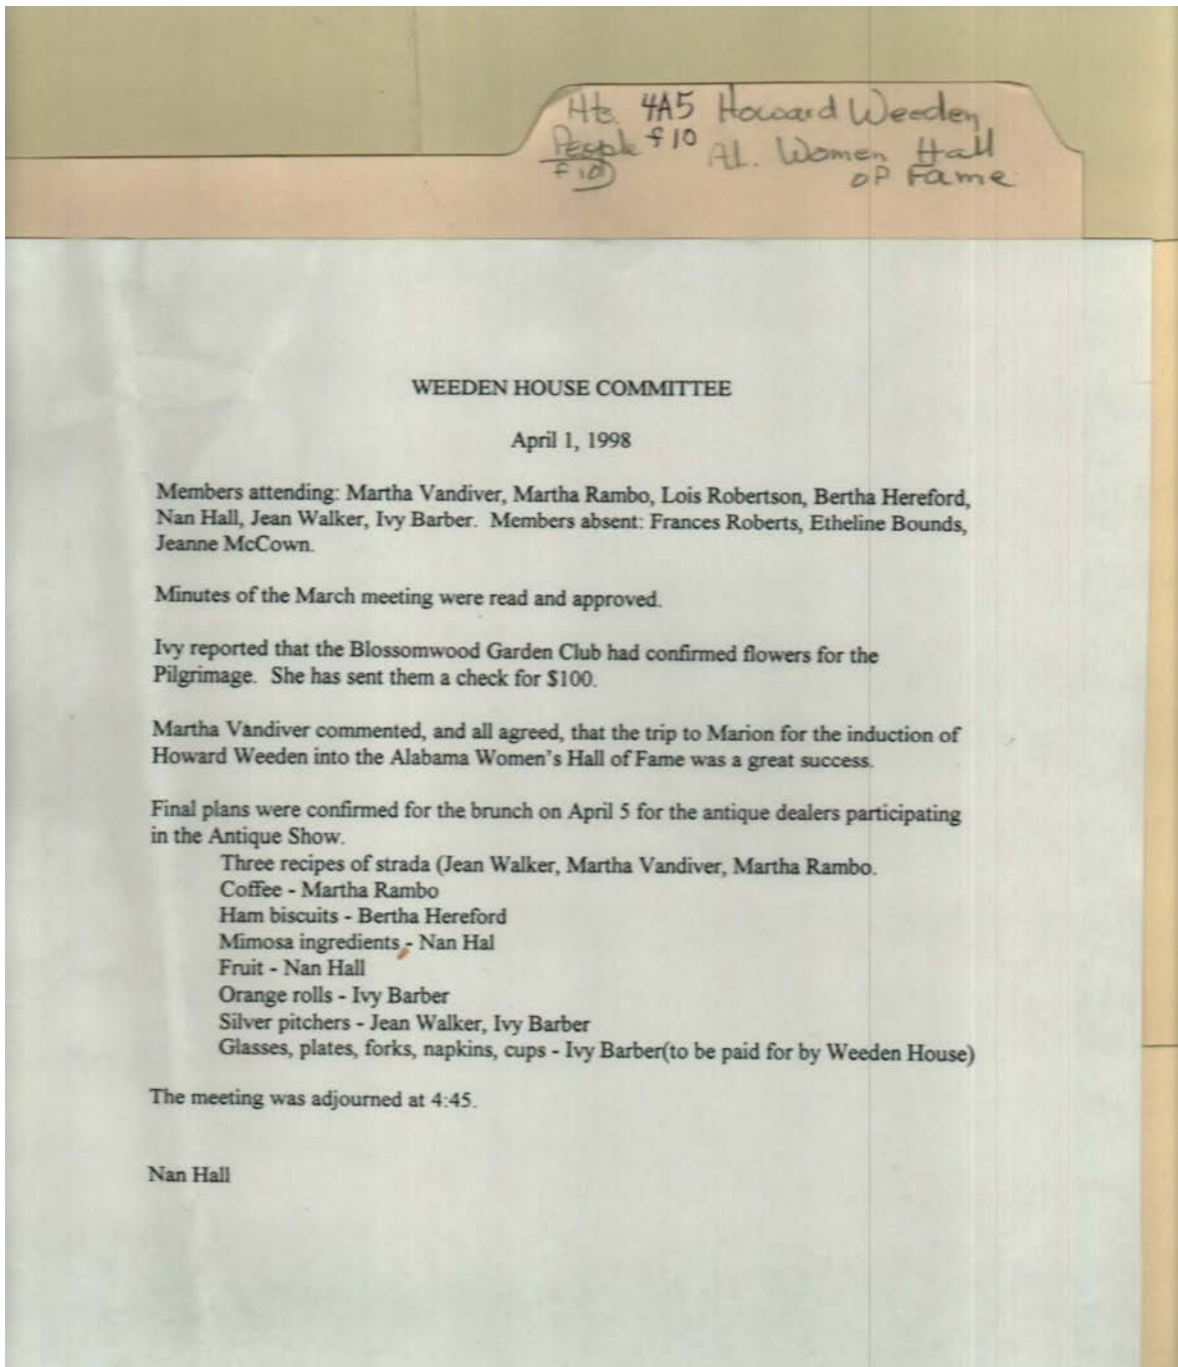 Hts. 4A5 Howard Weeden
People f10 AL. Women Hall
f10 of Fame
WEEDEN HOUSE COMMITTEE
April 1, 1998
Members attending: Martha Vandiver, Martha Rambo, Lois Robertson, Bertha Hereford,
Nan Hall, Jean Walker, Ivy Barber. Members absent: Frances Roberts, Etheline Bounds,
Jeanne McCown.
Minutes of the March meeting were read and approved.
Ivy reported that the Blossomwood Garden Club had confirmed flowers for the
Pilgrimage. She has sent them a check for $100.
Martha Vandiver commented, and all agreed, that the trip to Marion for the induction of
Howard Weeden into the Alabama Women's Hall of Fame was a great success.
Final plans were confirmed for the brunch on April 5 for the antique dealers participating
in the Antique Show.
Three recipes of strada (Jean Walker, Martha Vandiver, Martha Rambo.
Coffee - Martha Rambo
Ham biscuits - Bertha Hereford
Mimosa ingredients - Nan Hal
Fruit - Nan Hall
Orange rolls - Ivy Barber
Silver pitchers - Jean Walker, Ivy Barber
Glasses, plates, forks, napkins, cups - Ivy Barber(to be paid for by Weeden House)
The meeting was adjourned at 4:45.
Nan Hall